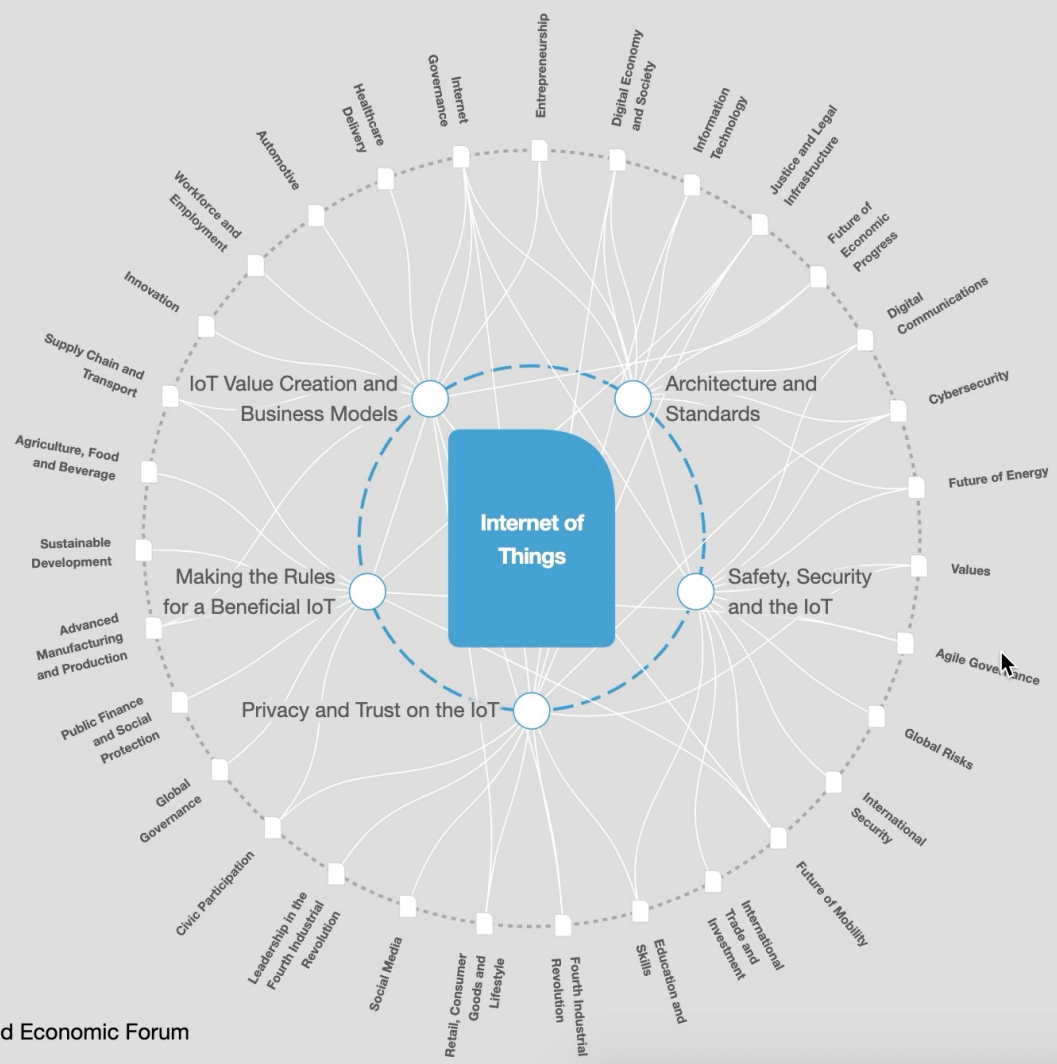 Entrepreneurship
Digital Economy
and Society
Information
Technology
Justice and Legal
Infrastructure
Future of
Economic
Progress
Digital
Communications
Cybersecurity
Future of Energy
Values
Agile Governance
Global Risks
International
Security
Future of Mobility
International
Trade and
Investment
Education and
Skills
Fourth Industrial
Revolution
Retail, Consumer
Goods and
Lifestyle
Social Media
Leadership in the
Fourth Industrial
Revolution
Civic Participation
Global
Governance
Public Finance
and Social
Protection
Advanced
Manufacturing
and Production
Sustainable
Development
Agriculture, Food
and Beverage
Supply Chain and
Transport
Innovation
Workforce and
Employment
Automotive
Healthcare
Delivery
Internet
Governance
IoT Value Creation and
Business Models
Architecture and
Standards
Internet of
Things
Making the Rules
for a Beneficial IoT
Safety, Security
and the IoT
Privacy and Trust on the IoT
d Economic Forum